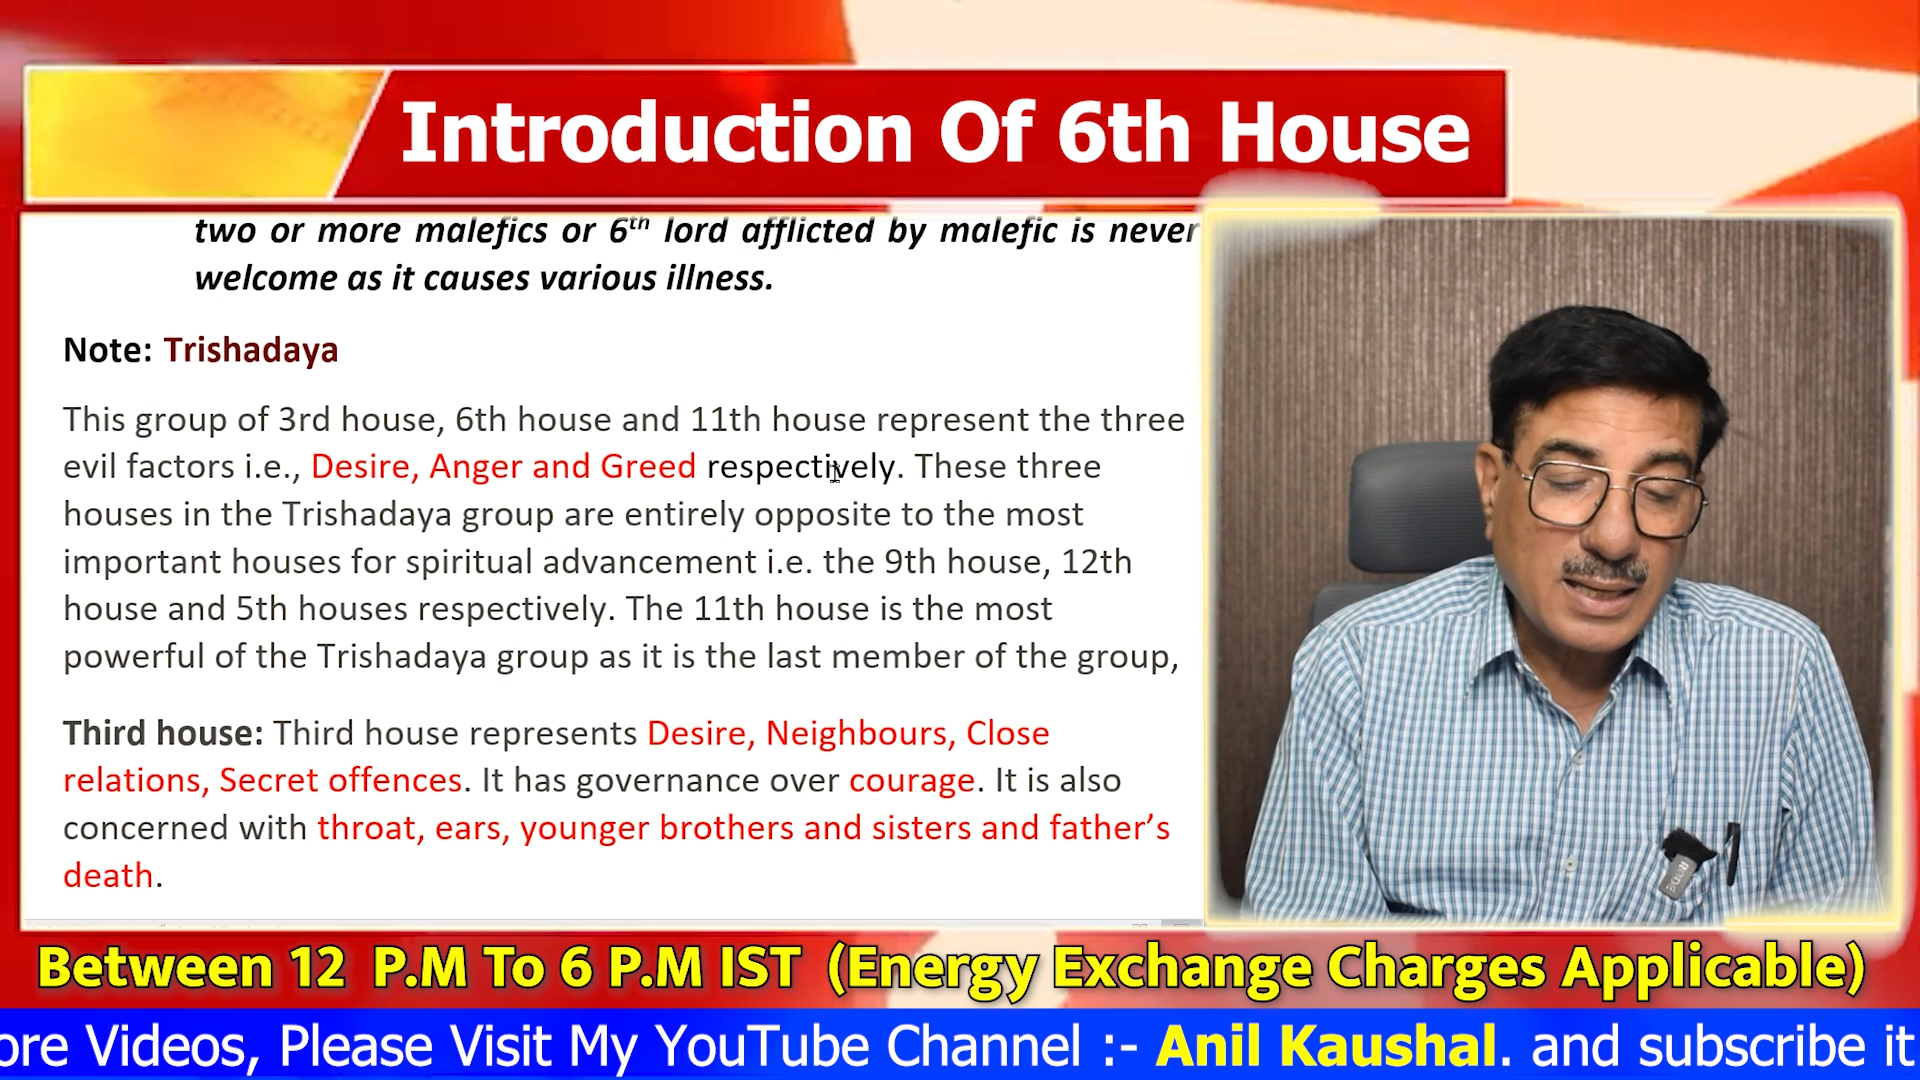 Introduction Of 6th House
two or more malefics or 6th lord afflicted by malefic is never
welcome as it causes various illness.
Note: Trishadaya
This group of 3rd house, 6th house and 11th house represent the three
evil factors i.e., Desire, Anger and Greed respectively. These three
houses in the Trishadaya group are entirely opposite to the most
important houses for spiritual advancement i.e. the 9th house, 12th
house and 5th houses respectively. The 11th house is the most
powerful of the Trishadaya group as it is the last member of the group,
Third house: Third house represents Desire, Neighbours, Close
relations, Secret offences. It has governance over courage. It is also
concerned with throat, ears, younger brothers and sisters and father's
death.
RØDE
Between 12 P.M To 6 P.M IST (Energy Exchange Charges Applicable)
ore Videos, Please Visit My YouTube Channel :- Anil Kaushal. and subscribe it